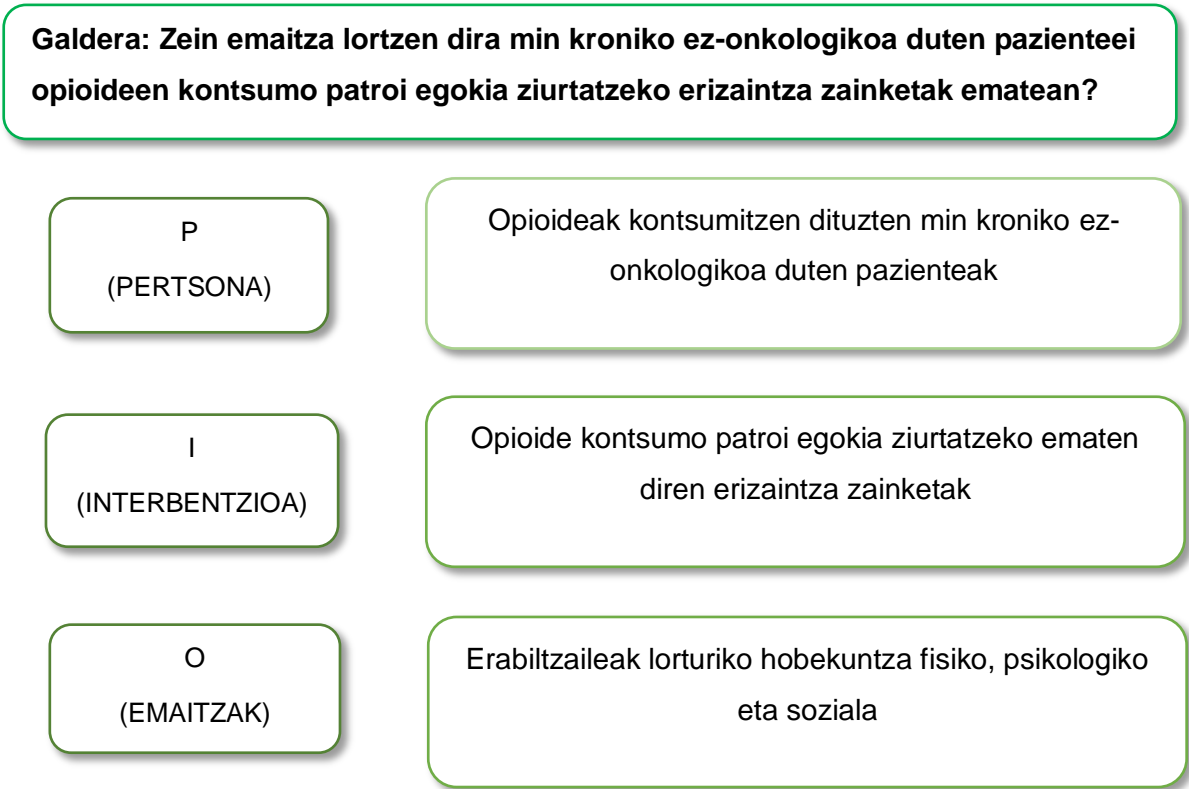 Galdera: Zein emaitza lortzen dira min kroniko ez-onkologikoa duten pazienteei
opioideen kontsumo patroi egokia ziurtatzeko erizaintza zainketak ematean?
P
(PERTSONA)
Opioideak kontsumitzen dituzten min kroniko ez-
onkologikoa duten pazienteak
I
(INTERBENTZIOA)
Opioide kontsumo patroi egokia ziurtatzeko ematen
diren erizaintza zainketak
O
(EMAITZAK)
Erabiltzaileak lorturiko hobekuntza fisiko, psikologiko
eta soziala